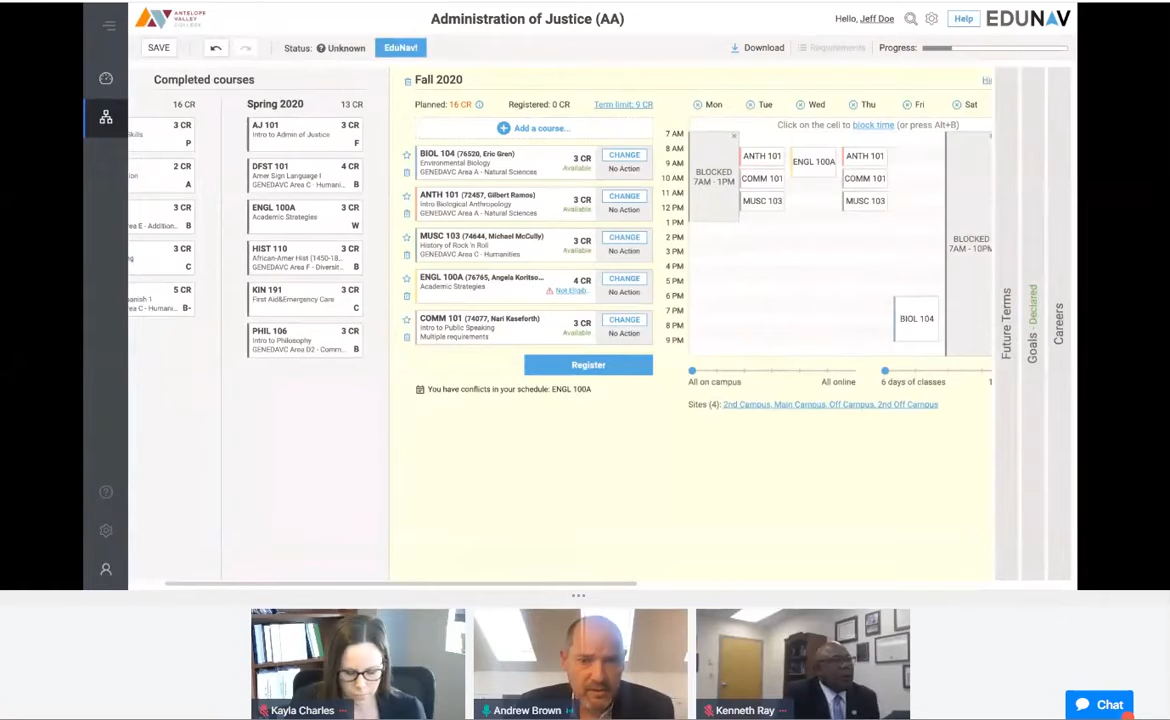 ANTELOPE
VALLEY
COLLEGE
Administration of Justice (AA)
Hello, Jeff Doe
Help
EDUNAV
SAVE
Status: Unknown
EduNav!
Download
Requirements
Progress:
Completed courses
16 CR
3 CR
P
2 CR
A
3 CR
B
3 CR
C
5 CR
B-
Spring 2020 13 CR
AJ 101 3 CR
Intro to Admin of Justice
F
DFST 101 4 CR
Amer Sign Language I
GENEDAVC Area C - Humani... B
ENGL 100A 3 CR
Academic Strategies
W
HIST 110 3 CR
African-Amer Hist (1450-18...
GENEDAVC Area F - Diversit... B
KIN 191 3 CR
First Aid&Emergency Care
C
PHIL 106 3 CR
Intro to Philosophy
GENEDAVC Area D2 - Comm... B
Fall 2020
Planned: 16 CR Registered: 0 CR Term limit: 9 CR
Add a course...
BIOL 104 (76520, Eric Gren)
Environmental Biology
GENEDAVC Area A - Natural Sciences
3 CR
Available
CHANGE
No Action
ANTH 101 (72457, Gilbert Ramos)
Intro Biological Anthropology
GENEDAVC Area A - Natural Sciences
3 CR
Available
CHANGE
No Action
MUSC 103 (74644, Michael McCully)
History of Rock 'n Roll
GENEDAVC Area C - Humanities
3 CR
Available
CHANGE
No Action
ENGL 100A (76765, Angela Koritso...
Academic Strategies
4 CR
Not Eligib...
CHANGE
No Action
COMM 101 (74077, Nari Kaseforth)
Intro to Public Speaking
Multiple requirements
3 CR
Available
CHANGE
No Action
Register
You have conflicts in your schedule: ENGL 100A
Mon Tue Wed Thu Fri Sat
Click on the cell to block time (or press Alt+B)
7 AM
8 AM
9 AM
10 AM
11 AM
12 PM
1 PM
2 PM
3 PM
4 PM
5 PM
6 PM
7 PM
8 PM
9 PM
BLOCKED
7AM - 1PM
ANTH 101
COMM 101
MUSC 103
ENGL 100A
ANTH 101
COMM 101
MUSC 103
BIOL 104
BLOCKED
7AM - 10PM
All on campus All online 6 days of classes
Sites (4): 2nd Campus, Main Campus, Off Campus, 2nd Off Campus
Future Terms
Goals - Declared
Careers
Kayla Charles
Andrew Brown
Kenneth Ray
Chat